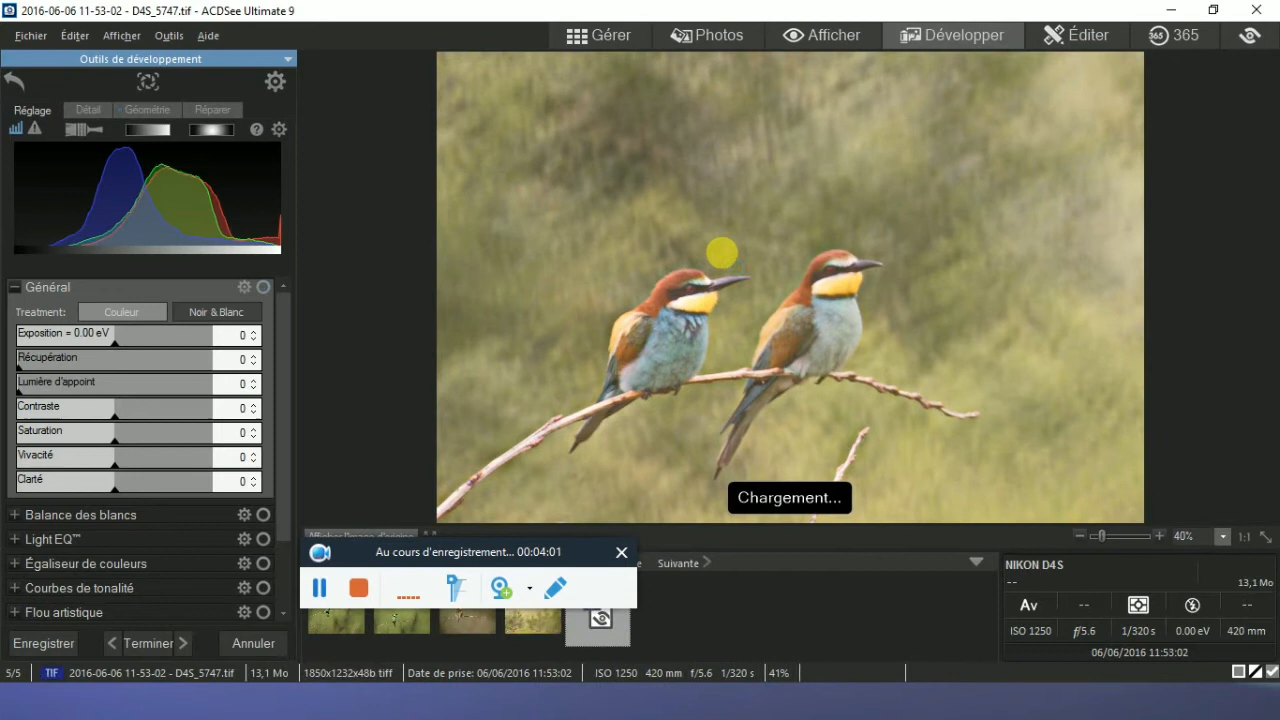 2016-06-06 11-53-02 - D4S_5747.tif - ACDSee Ultimate 9
Fichier Éditer Afficher Outils Aide
Gérer Photos Afficher Développer Éditer 365
Outils de développement
Réglage Détail Géométrie Réparer
Général
Treatment: Couleur Noir & Blanc
Exposition = 0.00 eV 0
Récupération 0
Lumière d'appoint 0
Contraste 0
Saturation 0
Vivacité 0
Clarté 0
Balance des blancs
Light EQ™
Égaliseur de couleurs
Courbes de tonalité
Flou artistique
Enregistrer Terminer Annuler
Chargement...
Afficher l'image d'origine
40% 1:1
Au cours d'enregistrement... 00:04:01
Suivante
NIKON D4S
--
13,1 Mo
Av -- --
ISO 1250 f/5.6 1/320 s 0.00 eV 420 mm
06/06/2016 11:53:02
5/5 TIF 2016-06-06 11-53-02 - D4S_5747.tif 13,1 Mo 1850x1232x48b tiff Date de prise: 06/06/2016 11:53:02 ISO 1250 420 mm f/5.6 1/320 s 41%